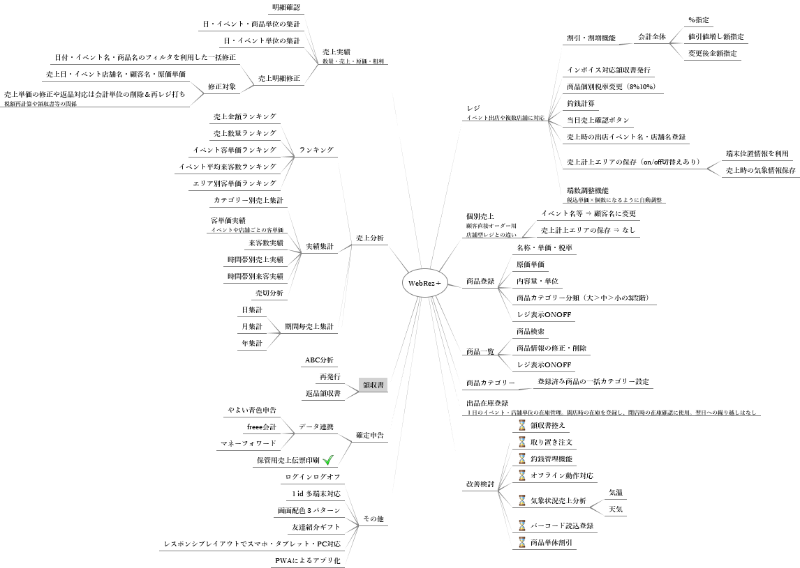 明細確認
日・イベント・商品単位の集計
日・イベント単位の集計
売上実績
数量・売上・原価・粗利
日付・イベント名・商品名のフィルタを利用した一括修正
売上日・イベント店舗名・顧客名・原価単価
売上明細修正
修正対象
売上単価の修正や返品対応は会計単位の削除&再レジ打ち
税額再計算や領収書等の関係
売上金額ランキング
売上数量ランキング
イベント客単価ランキング
ランキング
イベント平均来客数ランキング
エリア別客単価ランキング
カテゴリー別売上集計
客単価実績
イベントや店舗ごとの客単価
来客数実績
実績集計
売上分析
時間帯別売上実績
時間帯別来客実績
売切分析
日集計
月集計
期間毎売上集計
年集計
ABC分析
再発行
領収書
返品領収書
やよい青色申告
freee会計
データ連携
マネーフォワード
確定申告
保管用売上伝票印刷
ログインログオフ
1 id 多端末対応
画面配色3パターン
その他
友達紹介ギフト
レスポンシブレイアウトでスマホ・タブレット・PC対応
PWAによるアプリ化
WebRez+
%指定
割引・割増機能
会計全体
値引値増し額指定
変更後金額指定
インボイス対応領収書発行
商品個別税率変更(8%10%)
レジ
イベント出店や複数店舗に対応
釣銭計算
当日売上確認ボタン
売上時の出店イベント名・店舗名登録
売上計上エリアの保存(on/off切替えあり)
端末位置情報を利用
売上時の気象情報保存
端数調整機能
税込単価×個数になるように自動調整
個別売上
顧客直接オーダー用
店舗型レジとの違い
イベント名等 ⇒ 顧客名に変更
売上計上エリアの保存 ⇒ なし
商品登録
名称・単価・税率
原価単価
内容量・単位
商品カテゴリー分類(大>中>小の3段階)
レジ表示ONOFF
商品一覧
商品検索
商品情報の修正・削除
レジ表示ONOFF
商品カテゴリー
登録済み商品の一括カテゴリー設定
出品在庫登録
1日のイベント・店舗単位の在庫管理。開店時の在庫を登録し、閉店時の在庫確認に使用。翌日への繰り越しはなし
改善検討
領収書控え
取り置き注文
釣銭管理機能
オフライン動作対応
気象状況売上分析
気温
天気
バーコード読込登録
商品単体割引